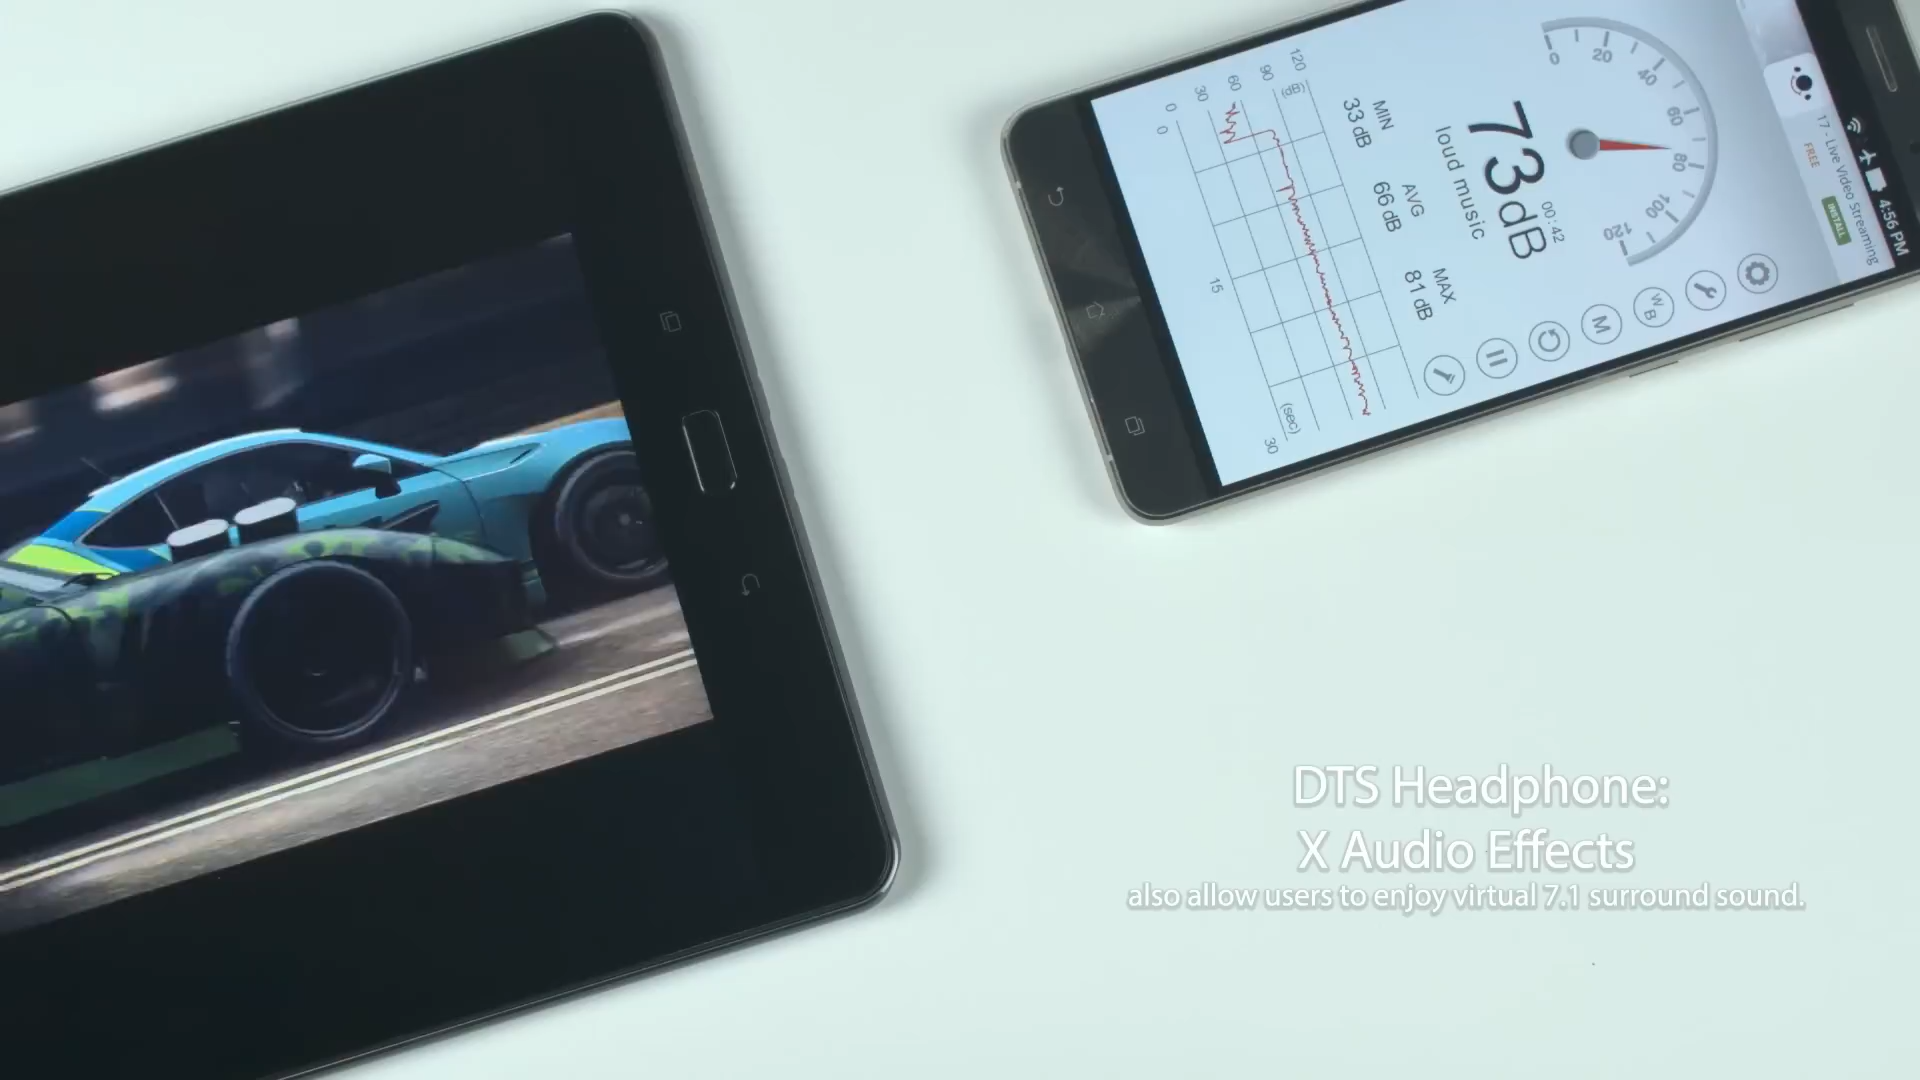 4:56 PM
17 - Live Video Streaming
FREE
INSTALL
0 20 40 60 80 100 120
73dB
00:42
loud music
MIN AVG MAX
33 dB 66 dB 81 dB
M
WB
120 (dB)
90
60
30
0
0 15 30
(sec)
DTS Headphone:
X Audio Effects
also allow users to enjoy virtual 7.1 surround sound.